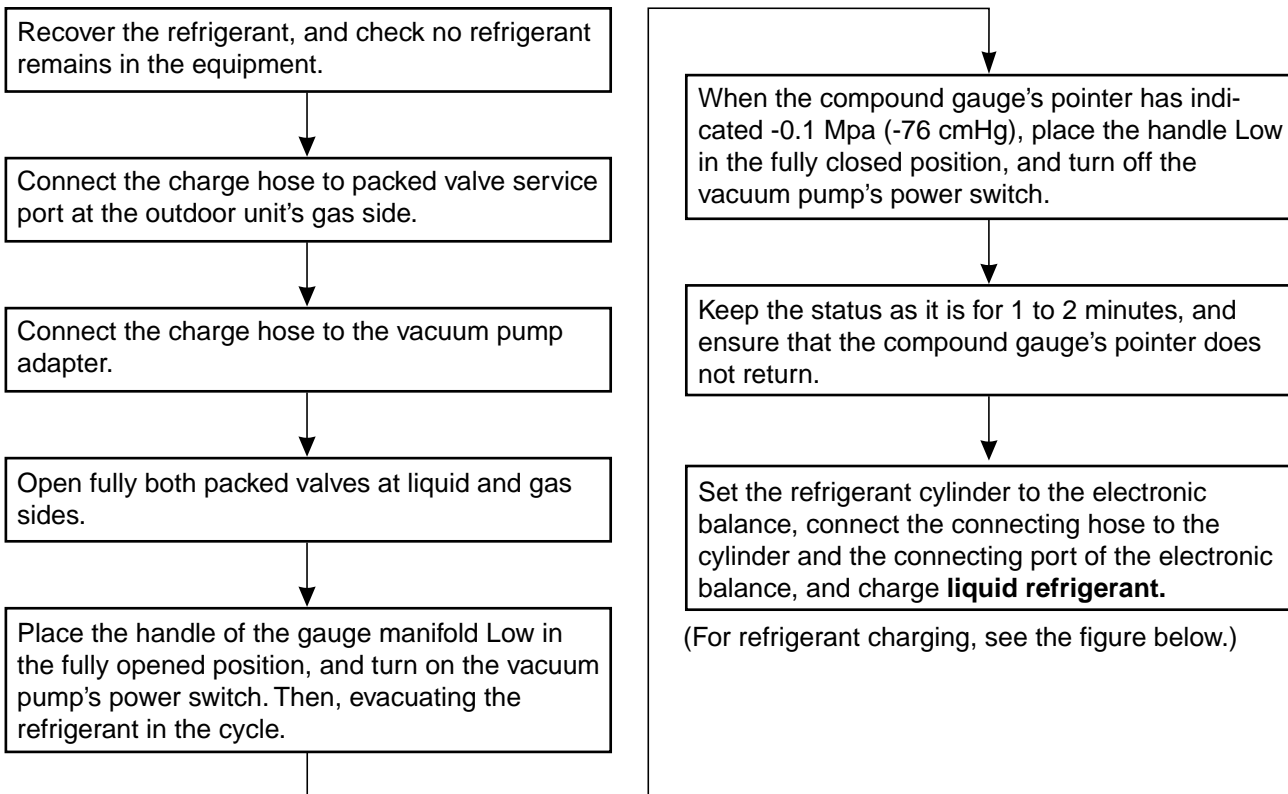 Recover the refrigerant, and check no refrigerant
remains in the equipment.
Connect the charge hose to packed valve service
port at the outdoor unit’s gas side.
Connect the charge hose to the vacuum pump
adapter.
Open fully both packed valves at liquid and gas
sides.
Place the handle of the gauge manifold Low in
the fully opened position, and turn on the vacuum
pump’s power switch. Then, evacuating the
refrigerant in the cycle.
When the compound gauge’s pointer has indi-
cated -0.1 Mpa (-76 cmHg), place the handle Low
in the fully closed position, and turn off the
vacuum pump’s power switch.
Keep the status as it is for 1 to 2 minutes, and
ensure that the compound gauge’s pointer does
not return.
Set the refrigerant cylinder to the electronic
balance, connect the connecting hose to the
cylinder and the connecting port of the electronic
balance, and charge liquid refrigerant.
(For refrigerant charging, see the figure below.)